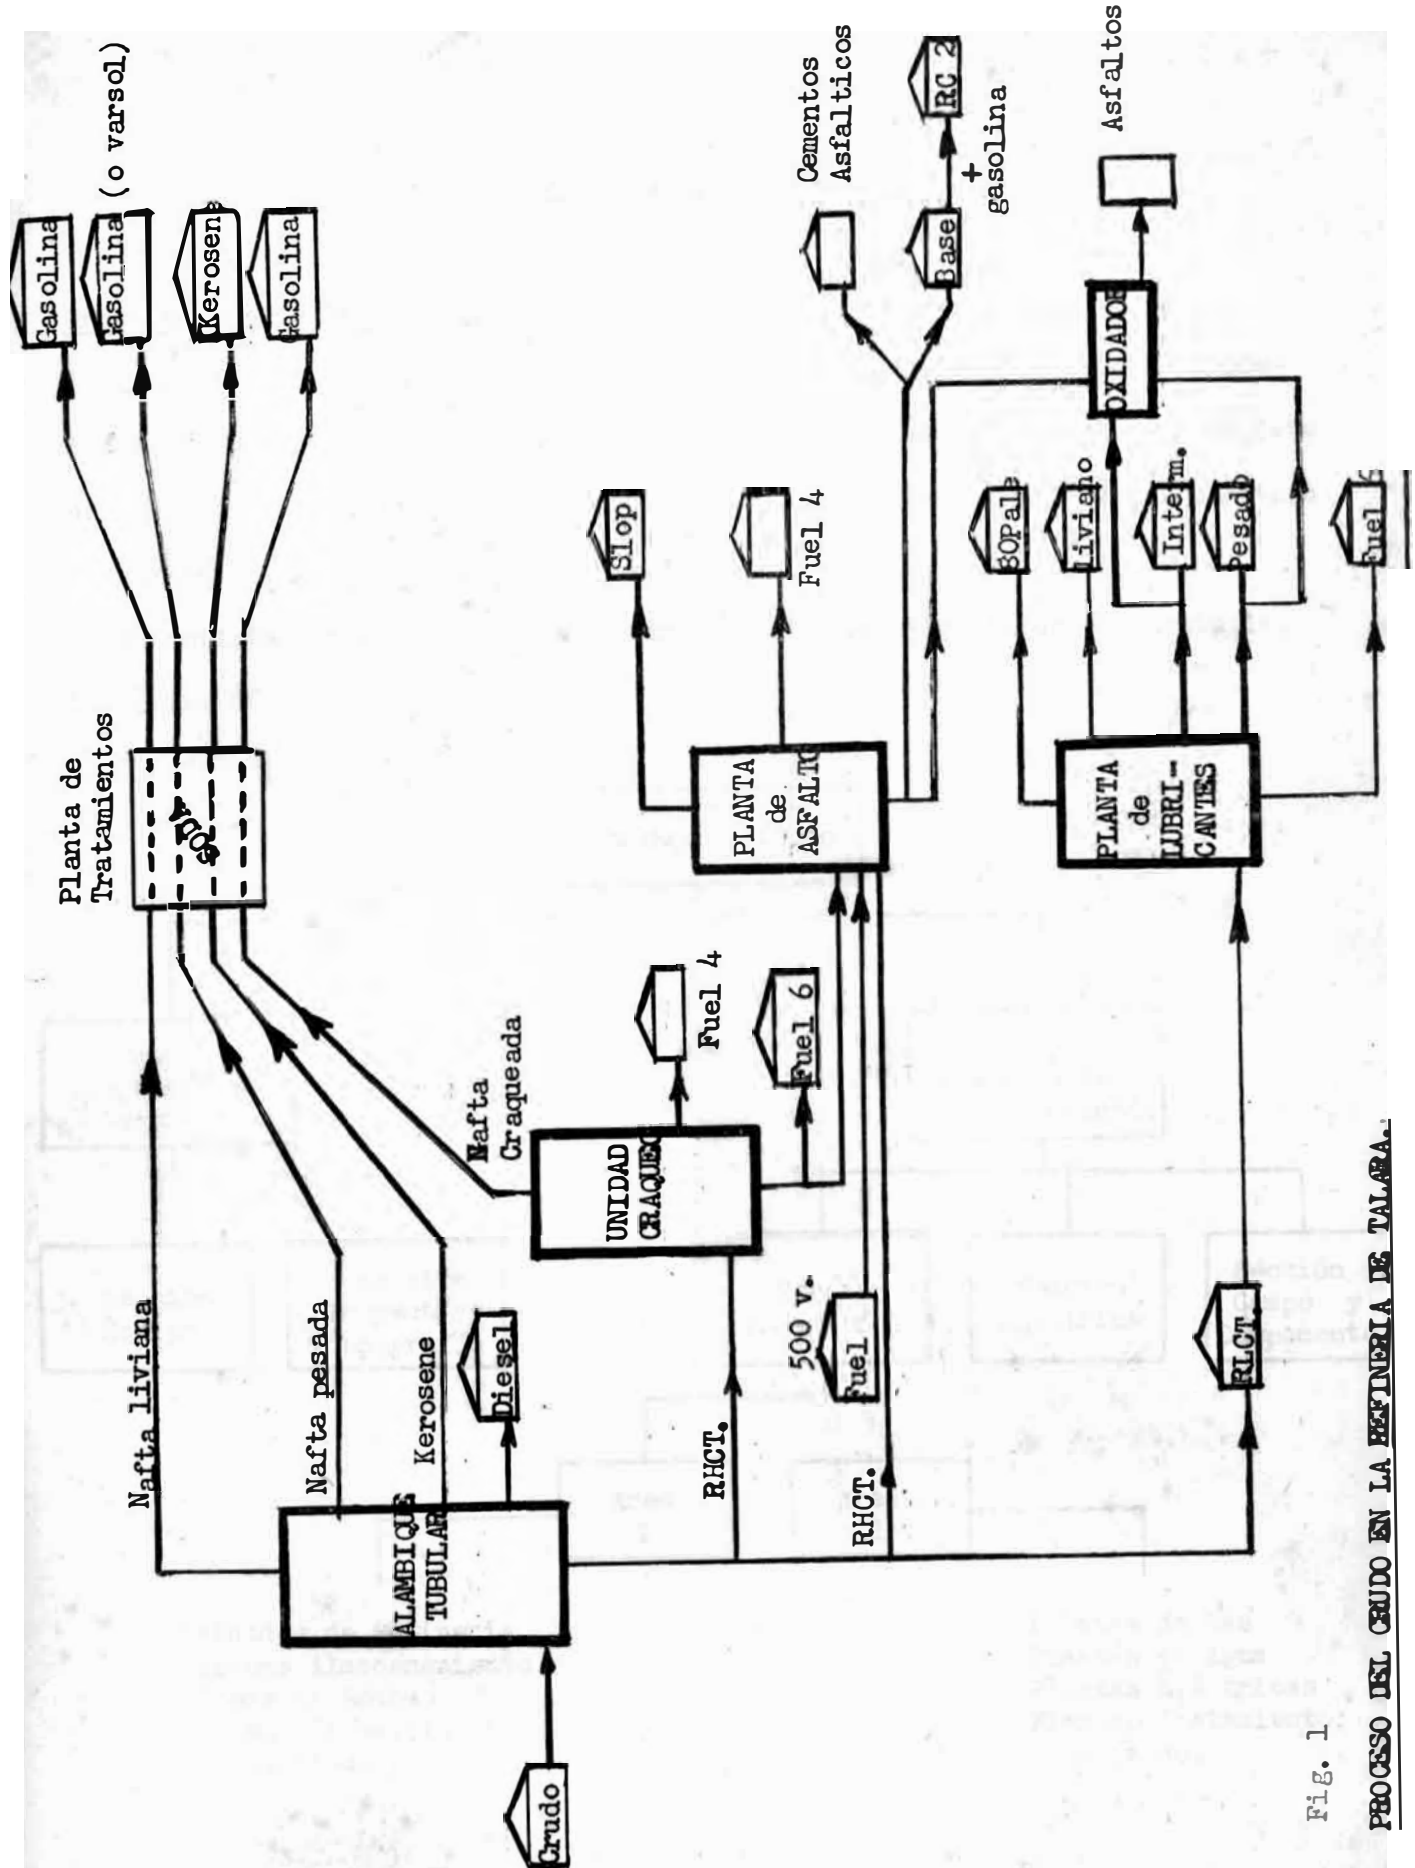 Planta de
Tratamientos
Gasolina
Gasolina (o varsol)
Kerosene
Gasolina
Nafta liviana
Nafta pesada
Kerosene
Nafta
Craqueada
Crudo
ALAMBIQUE
TUBULAR
Diesel
UNIDAD
CRAQUEO
Fuel 4
Fuel 6
RHCT.
500 v.
Fuel
RHCT.
RLCT.
PLANTA
de
ASFALTO
Slop
Fuel 4
Cementos
Asfalticos
Base
+
gasolina
RC 2
PLANTA
de
LUBRI-
CANTES
80Pale
Liviano
Interm.
Pesado
Fuel 6
OXIDADOR
Asfaltos
Fig. 1
PROCESO DEL CRUDO EN LA REFINERIA DE TALARA.